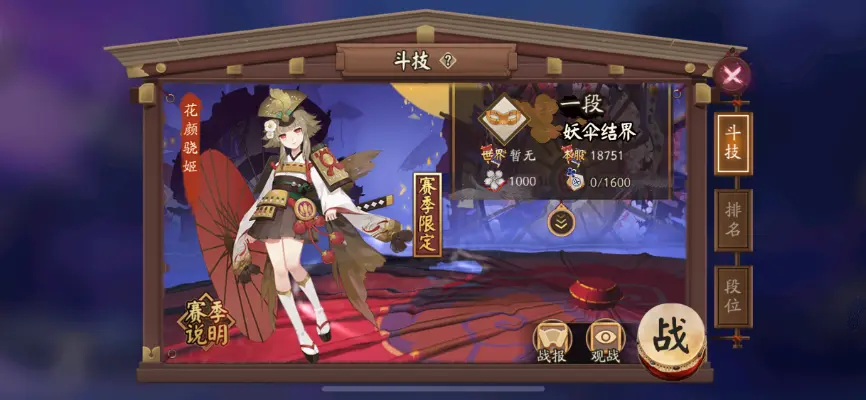 斗技 ?
花颜骁姬
一段
妖伞结界
世界 暂无
本服 18751
1000
0/1600
赛季限定
赛季
说明
战报
观战
战
斗技
排名
段位